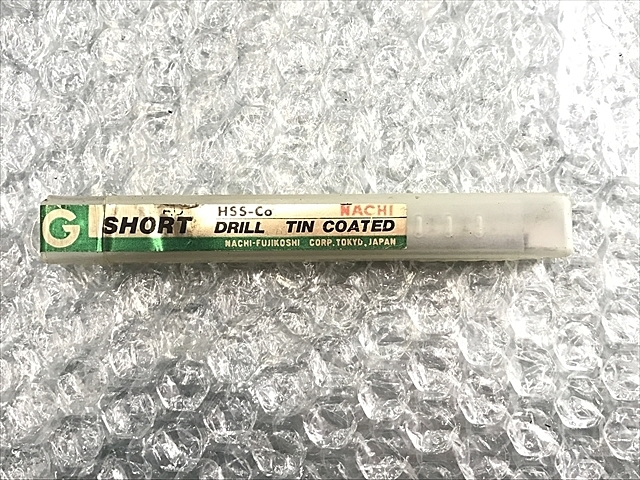 HSS-Co NACHI
G SHORT DRILL TIN COATED
NACHI-FUJIKOSHI CORP. TOKYO, JAPAN